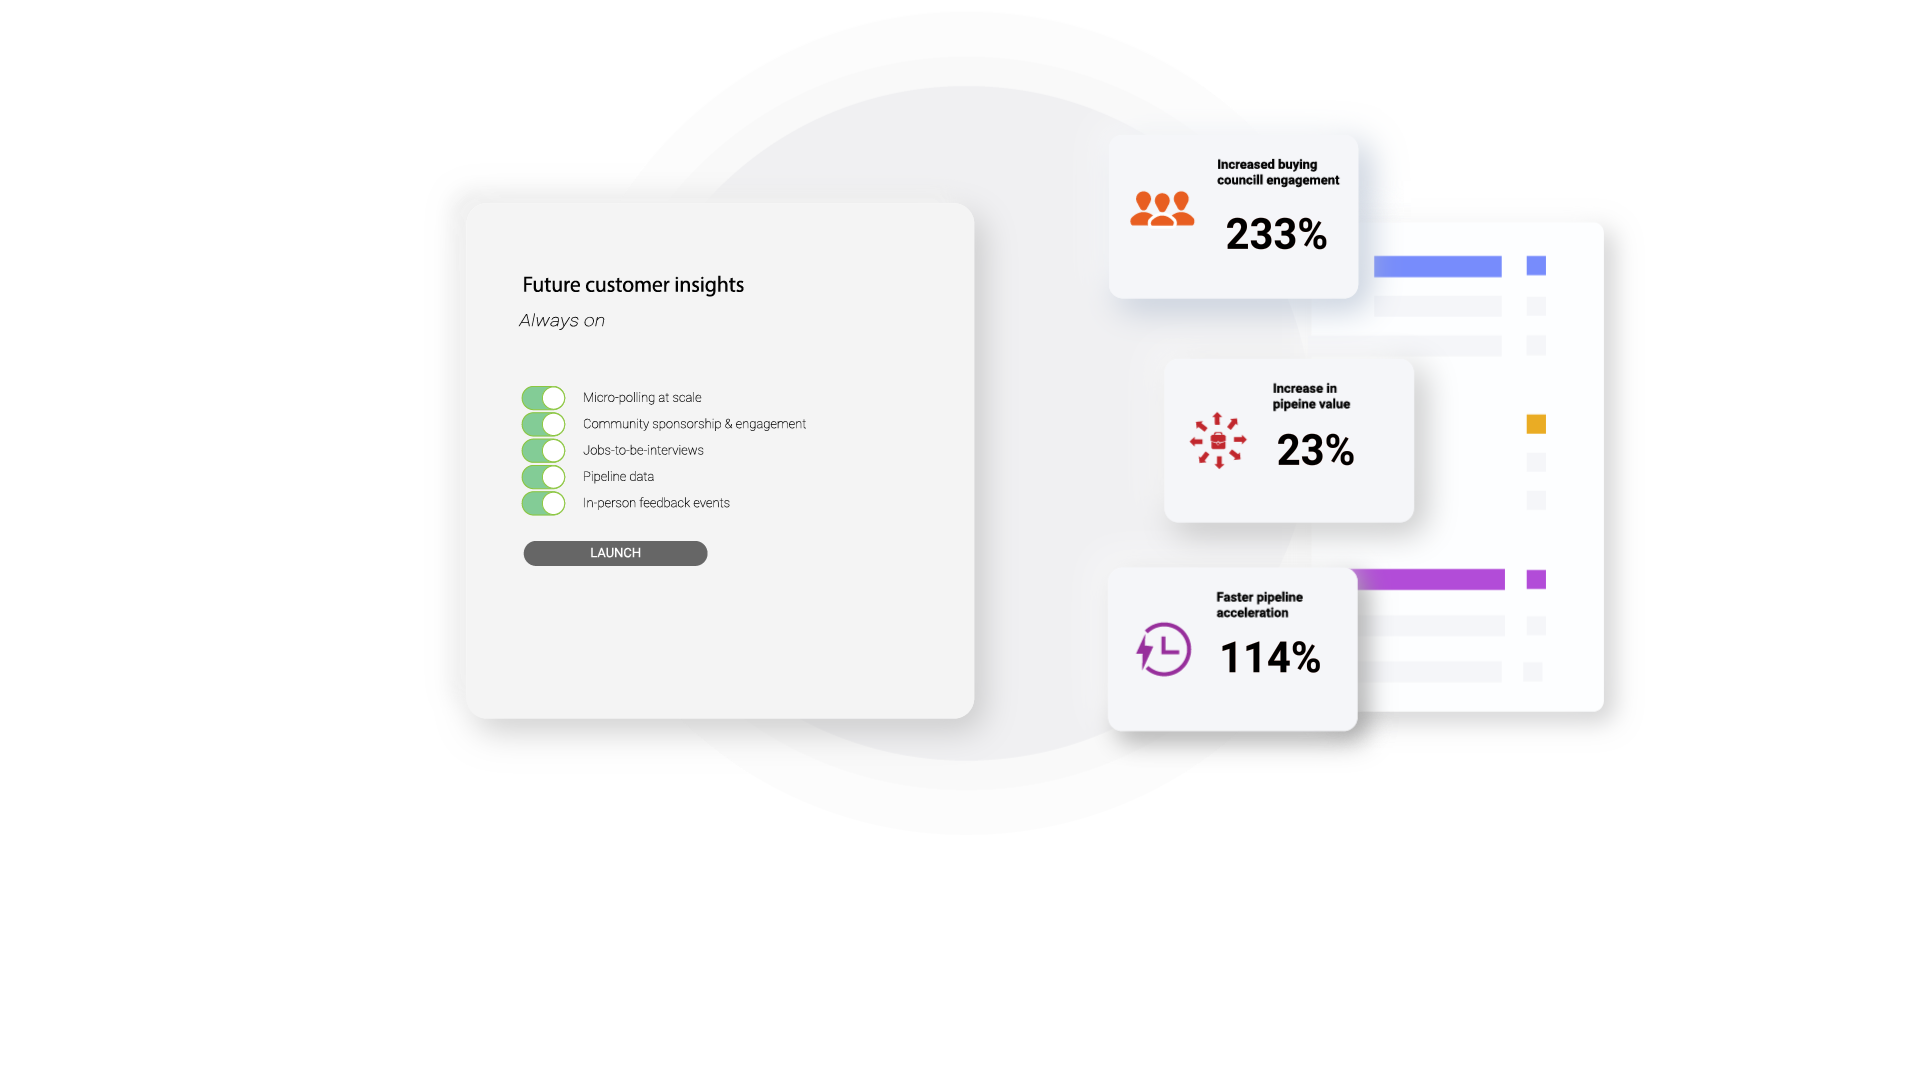 Future customer insights
Always on
Micro-polling at scale
Community sponsorship & engagement
Jobs-to-be-interviews
Pipeline data
In-person feedback events
LAUNCH
Increased buying
councill engagement
233%
Increase in
pipeine value
23%
Faster pipeline
acceleration
114%